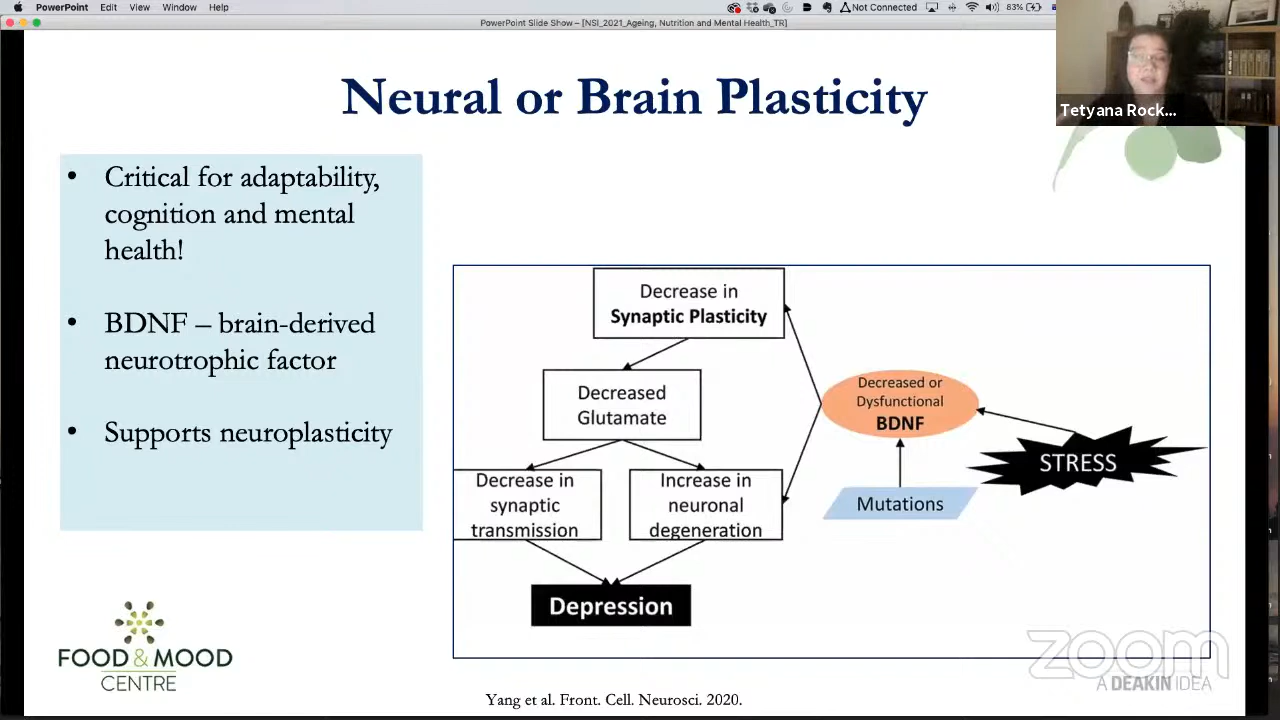 PowerPoint Edit View Window Help
Not Connected
83%
PowerPoint Slide Show – [NSI_2021_Ageing, Nutrition and Mental Health_TR]
Tetyana Rock...
Neural or Brain Plasticity
• Critical for adaptability,
cognition and mental
health!
• BDNF – brain-derived
neurotrophic factor
• Supports neuroplasticity
Decrease in
Synaptic Plasticity
Decreased
Glutamate
Decrease in
synaptic
transmission
Increase in
neuronal
degeneration
Depression
Decreased or
Dysfunctional
BDNF
Mutations
STRESS
FOOD & MOOD
CENTRE
zoom
A DEAKIN IDEA
Yang et al. Front. Cell. Neurosci. 2020.